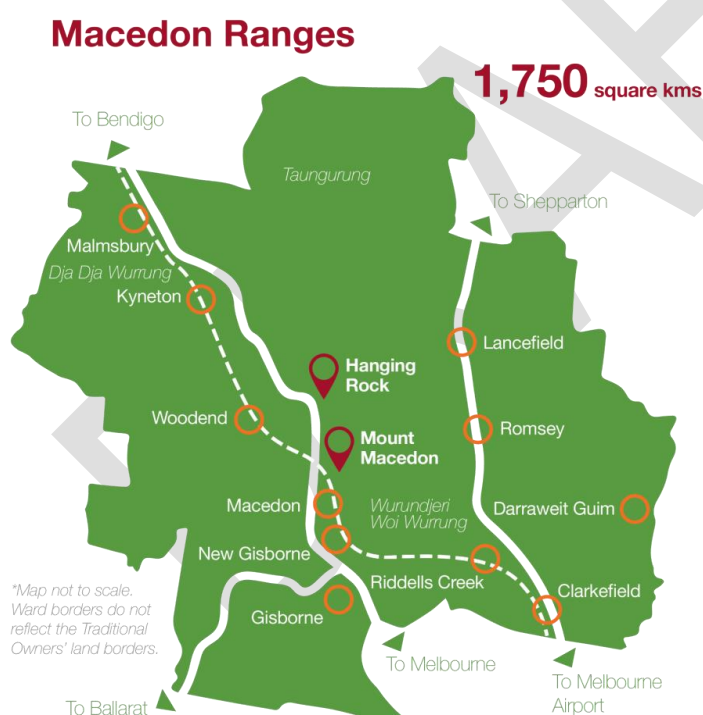 Macedon Ranges
1,750 square kms
To Bendigo
Taungurung
To Shepparton
Malmsbury
Dja Dja Wurrung
Kyneton
Lancefield
Hanging
Rock
Woodend
Romsey
Mount
Macedon
Macedon
Wurundjeri
Woi Wurrung
Darraweit Guim
New Gisborne
Riddells Creek
Clarkefield
*Map not to scale.
Ward borders do not
reflect the Traditional
Owners' land borders.
Gisborne
To Melbourne
To Melbourne
Airport
To Ballarat